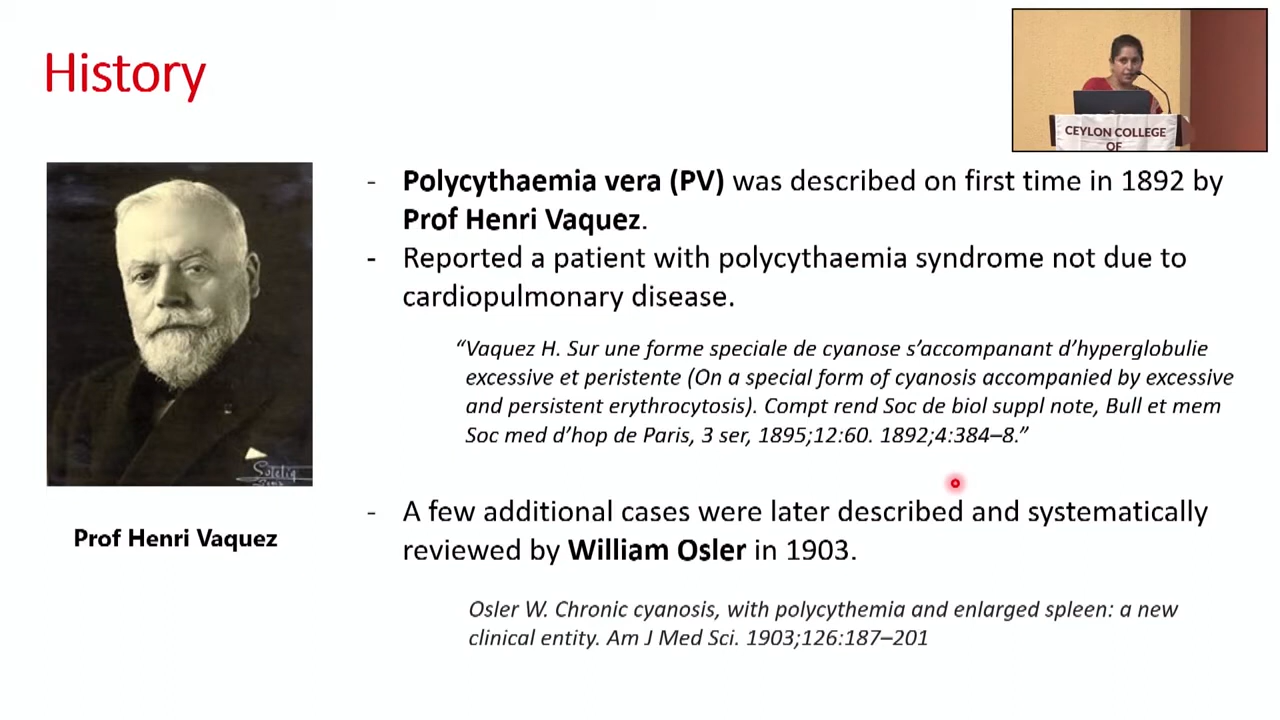 History
CEYLON COLLEGE
OF
- Polycythaemia vera (PV) was described on first time in 1892 by
Prof Henri Vaquez.
- Reported a patient with polycythaemia syndrome not due to
cardiopulmonary disease.
“Vaquez H. Sur une forme speciale de cyanose s’accompanant d’hyperglobulie
excessive et peristente (On a special form of cyanosis accompanied by excessive
and persistent erythrocytosis). Compt rend Soc de biol suppl note, Bull et mem
Soc med d’hop de Paris, 3 ser, 1895;12:60. 1892;4:384–8.”
Prof Henri Vaquez
- A few additional cases were later described and systematically
reviewed by William Osler in 1903.
Osler W. Chronic cyanosis, with polycythemia and enlarged spleen: a new
clinical entity. Am J Med Sci. 1903;126:187–201